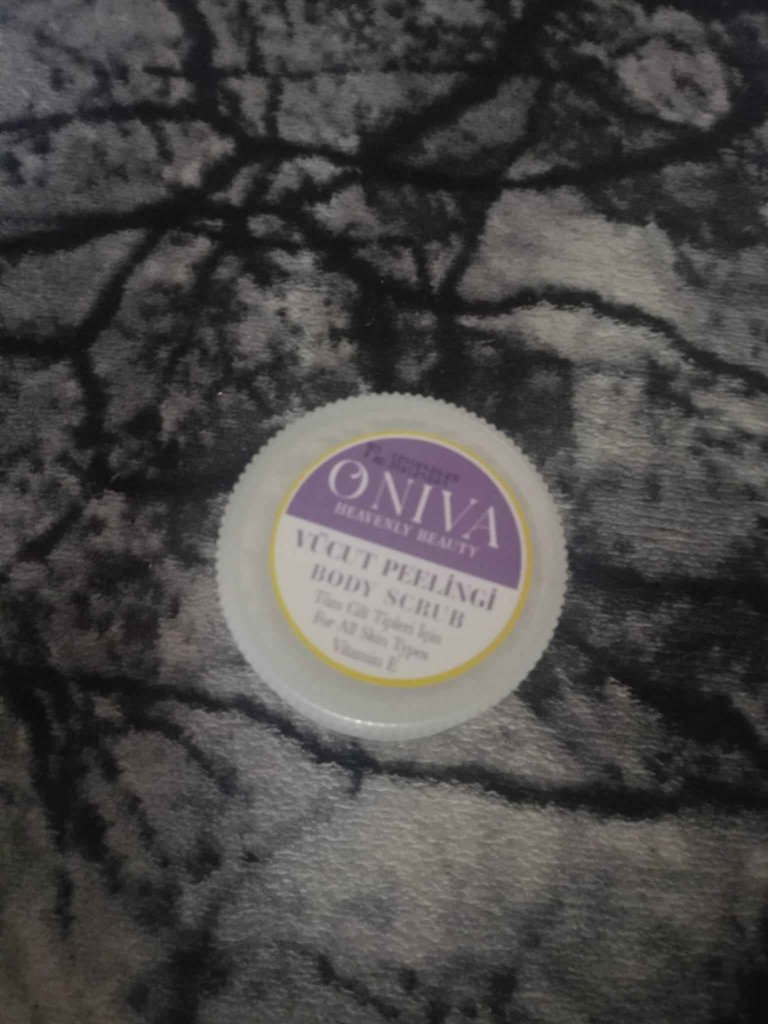 ONIVA
HEAVENLY BEAUTY
VÜCUT PEELİNGİ
BODY SCRUB
Tüm Cilt Tipleri İçin
For All Skin Types
Vitamin E